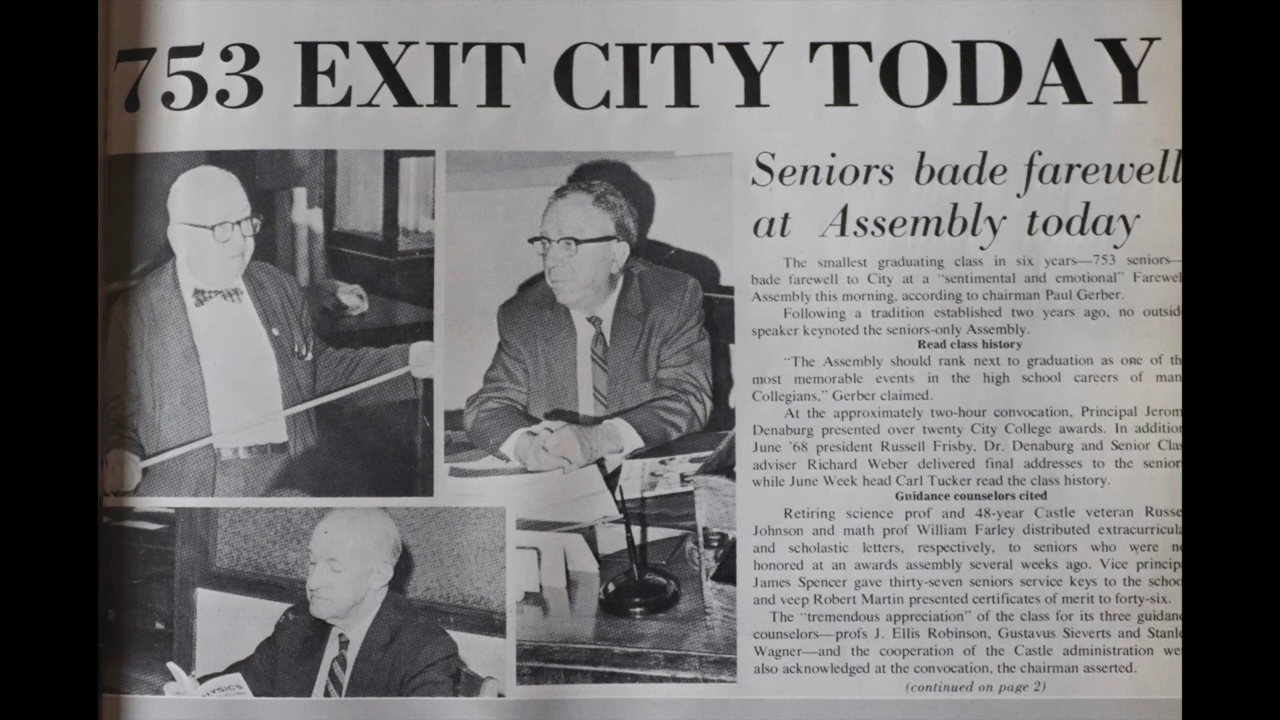 753 EXIT CITY TODAY
Seniors bade farewell
at Assembly today
The smallest graduating class in six years—753 seniors—
bade farewell to City at a “sentimental and emotional” Farewel
Assembly this morning, according to chairman Paul Gerber.
Following a tradition established two years ago, no outsid
speaker keynoted the seniors-only Assembly.
Read class history
“The Assembly should rank next to graduation as one of th
most memorable events in the high school careers of man
Collegians,” Gerber claimed.
At the approximately two-hour convocation, Principal Jerom
Denaburg presented over twenty City College awards. In addition
June ’68 president Russell Frisby, Dr. Denaburg and Senior Clas
adviser Richard Weber delivered final addresses to the senior
while June Week head Carl Tucker read the class history.
Guidance counselors cited
Retiring science prof and 48-year Castle veteran Russe
Johnson and math prof William Farley distributed extracurricula
and scholastic letters, respectively, to seniors who were no
honored at an awards assembly several weeks ago. Vice princip
James Spencer gave thirty-seven seniors service keys to the schoo
and veep Robert Martin presented certificates of merit to forty-six.
The “tremendous appreciation” of the class for its three guidan
counselors—profs J. Ellis Robinson, Gustavus Sieverts and Stanle
Wagner—and the cooperation of the Castle administration we
also acknowledged at the convocation, the chairman asserted.
(continued on page 2)
YSICS